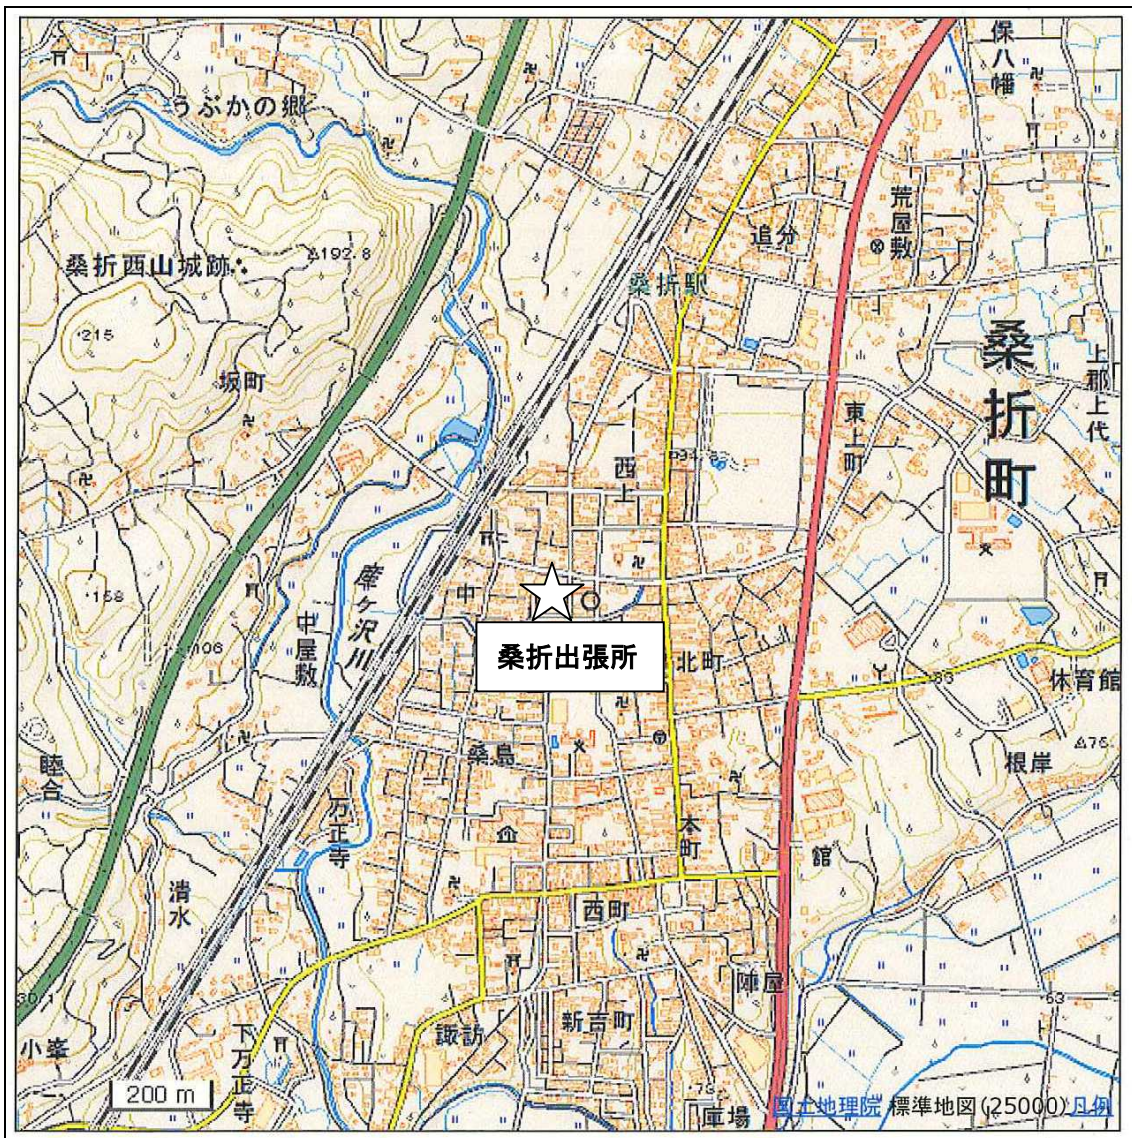 保八幡
うぶかの郷
荒屋敷
追分
△192.8
桑折西山城跡
桑折駅
・215
桑折町
上郡上代
坂町
東上町
西上
産ヶ沢川
・158
中
中屋敷
106
桑折出張所
北町
83
体育館
桑島
根岸
睦合
万正寺
本町
館
清水
西町
陣屋
63
新吉町
諏訪
小峯
下万正寺
200 m
国土地理院 標準地図(25000) 凡例
庫場